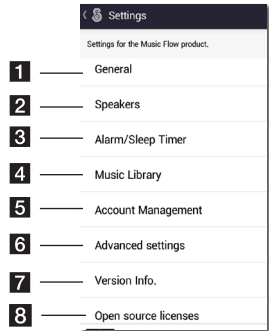 Settings
Settings for the Music Flow product.
1 General
2 Speakers
3 Alarm/Sleep Timer
4 Music Library
5 Account Management
6 Advanced settings
7 Version Info.
8 Open source licenses